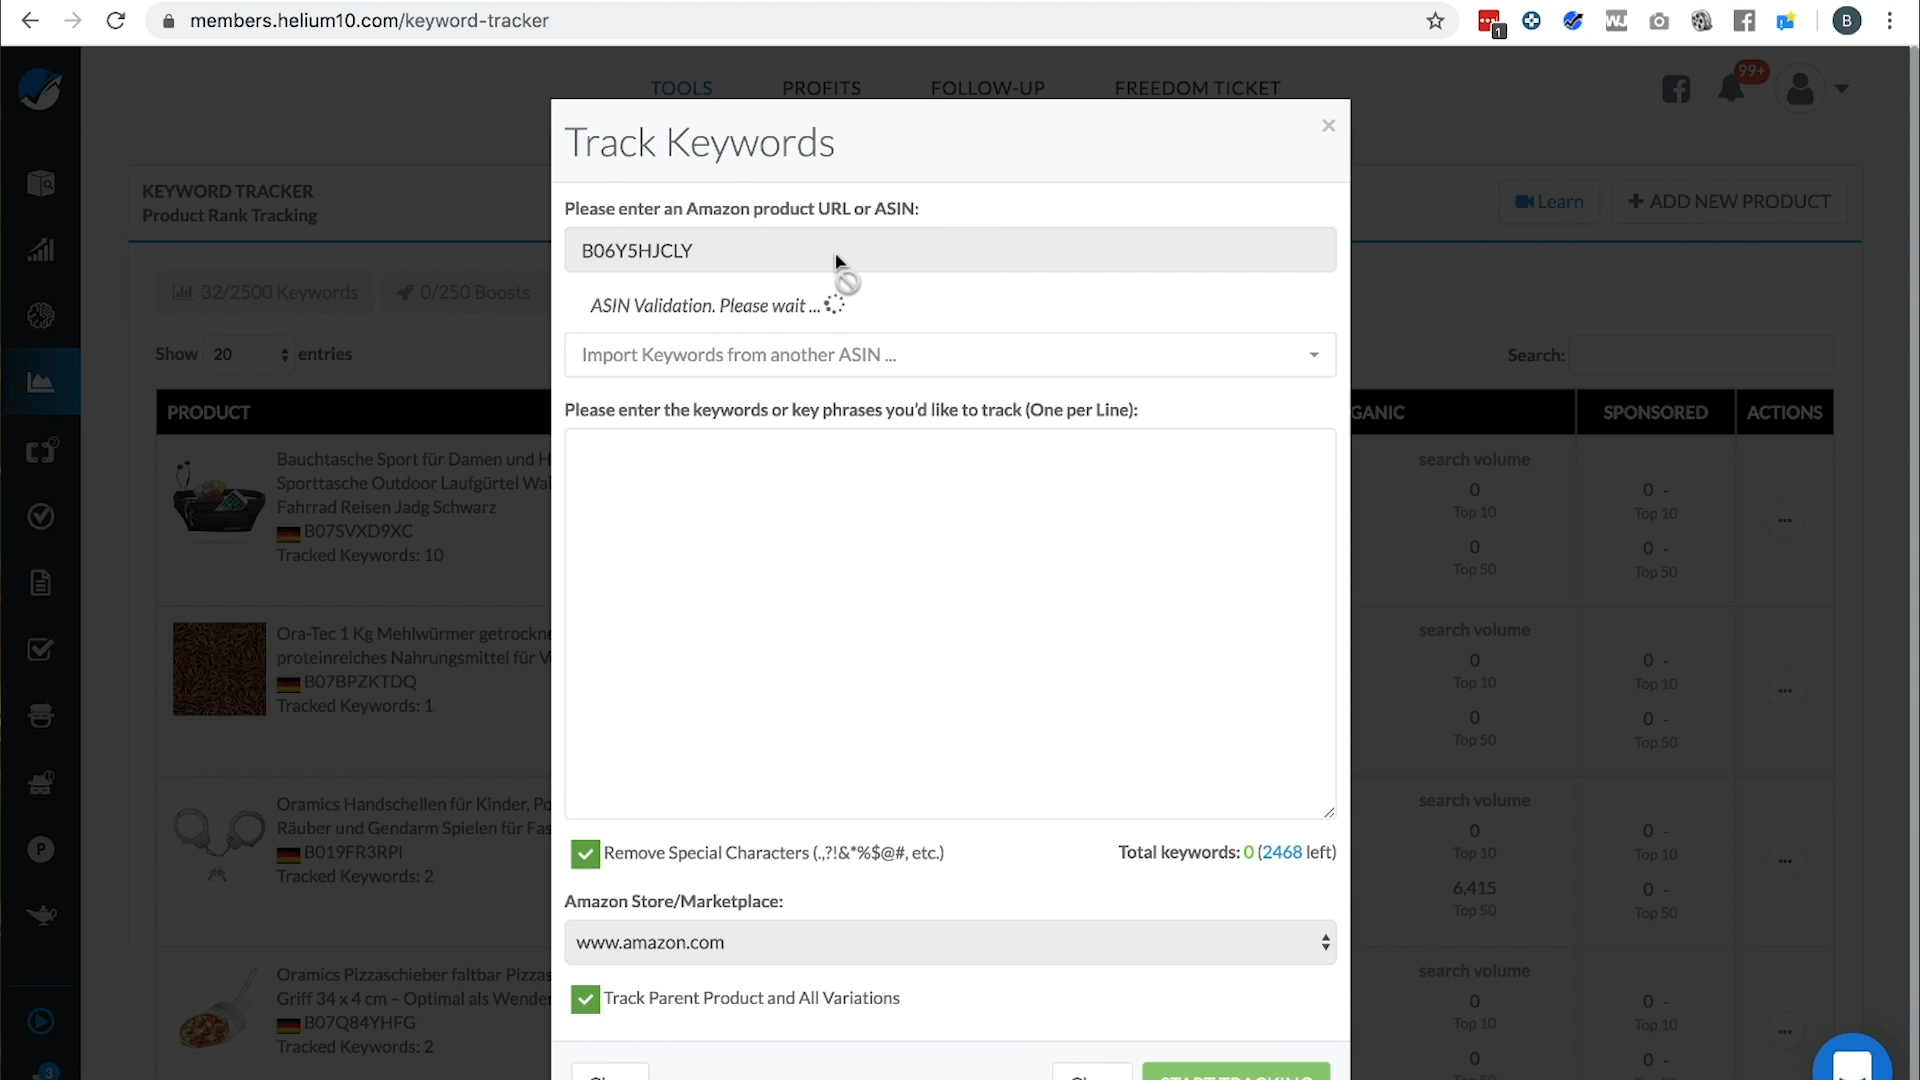 members.helium10.com/keyword-tracker
1
B
TOOLS
PROFITS
FOLLOW-UP
FREEDOM TICKET
99+
Track Keywords
×
KEYWORD TRACKER
Product Rank Tracking
Learn
+ ADD NEW PRODUCT
Please enter an Amazon product URL or ASIN:
B06Y5HJCLY
32/2500 Keywords
0/250 Boosts
ASIN Validation. Please wait ...
Show 20 entries
Import Keywords from another ASIN ...
Search:
Please enter the keywords or key phrases you'd like to track (One per Line):
PRODUCT
GANIC
SPONSORED
ACTIONS
Bauchtasche Sport für Damen und H
Sporttasche Outdoor Laufgürtel Wai
Fahrrad Reisen Jadg Schwarz
B07SVXD9XC
Tracked Keywords: 10
search volume
0
Top 10
0
Top 50
0 -
Top 10
0 -
Top 50
...
Ora-Tec 1 Kg Mehlwürmer getrockne
proteinreiches Nahrungsmittel für V
B07BPZKTDQ
Tracked Keywords: 1
search volume
0
Top 10
0
Top 50
0 -
Top 10
0 -
Top 50
...
Oramics Handschellen für Kinder, Po
Räuber und Gendarm Spielen für Fas
B019FR3RPI
Tracked Keywords: 2
search volume
0
Top 10
6,415
Top 50
0 -
Top 10
0 -
Top 50
...
Remove Special Characters (.,?!&*%$@#, etc.)
Total keywords: 0 (2468 left)
Amazon Store/Marketplace:
www.amazon.com
Track Parent Product and All Variations
Oramics Pizzaschieber faltbar Pizzas
Griff 34 x 4 cm – Optimal als Wende
B07Q84YHFG
Tracked Keywords: 2
search volume
0
Top 10
0
0 -
Top 10
0 -
...
P
3
START TRACKING